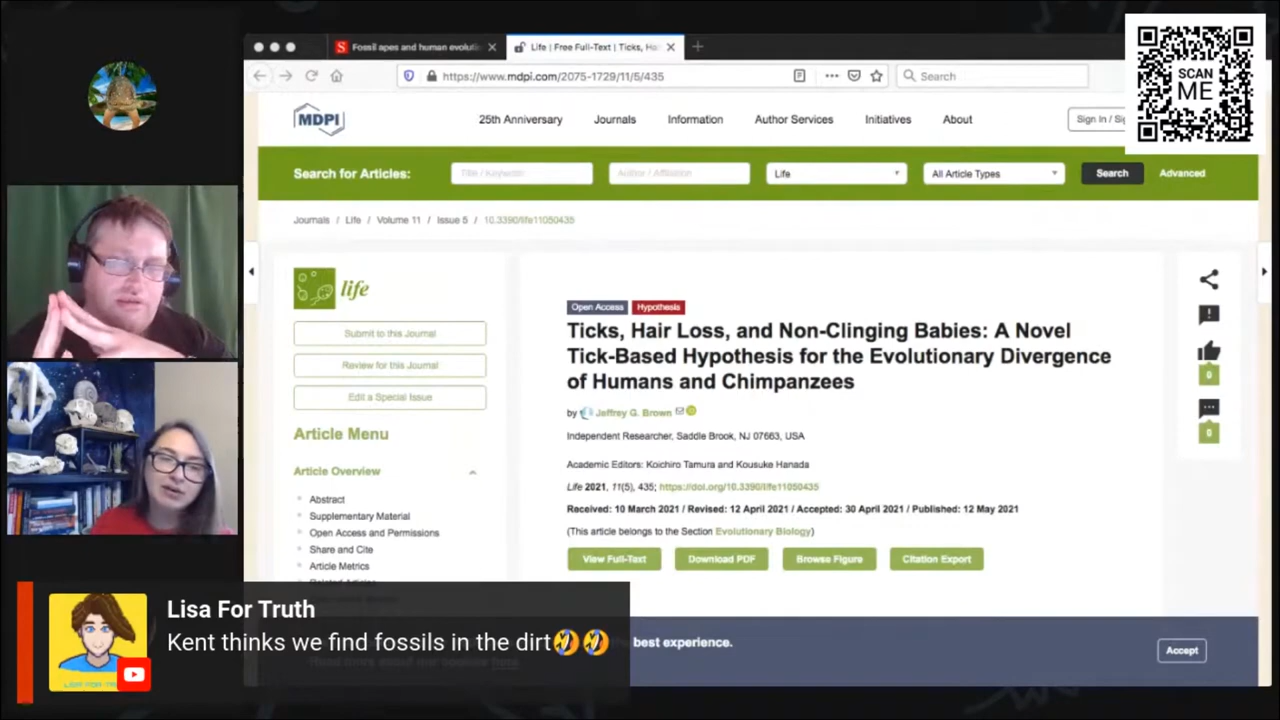 Fossil apes and human evoluti
Life | Free Full-Text | Ticks, Ha
https://www.mdpi.com/2075-1729/11/5/435
Search
SCAN
ME
MDPI
25th Anniversary
Journals
Information
Author Services
Initiatives
About
Sign In / Si
Search for Articles:
Title / Keyword
Author / Affiliation
Life
All Article Types
Search
Advanced
Journals / Life / Volume 11 / Issue 5 / 10.3390/life11050435
life
Submit to this Journal
Review for this Journal
Edit a Special Issue
Article Menu
Article Overview
Abstract
Supplementary Material
Open Access and Permissions
Share and Cite
Article Metrics
Open Access
Hypothesis
Ticks, Hair Loss, and Non-Clinging Babies: A Novel
Tick-Based Hypothesis for the Evolutionary Divergence
of Humans and Chimpanzees
by Jeffrey G. Brown
Independent Researcher, Saddle Brook, NJ 07663, USA
Academic Editors: Koichiro Tamura and Kousuke Hanada
Life 2021, 11(5), 435; https://doi.org/10.3390/life11050435
Received: 10 March 2021 / Revised: 12 April 2021 / Accepted: 30 April 2021 / Published: 12 May 2021
(This article belongs to the Section Evolutionary Biology)
View Full-Text
Download PDF
Browse Figure
Citation Export
0
0
best experience.
Accept
Lisa For Truth
Kent thinks we find fossils in the dirt🤣🤣